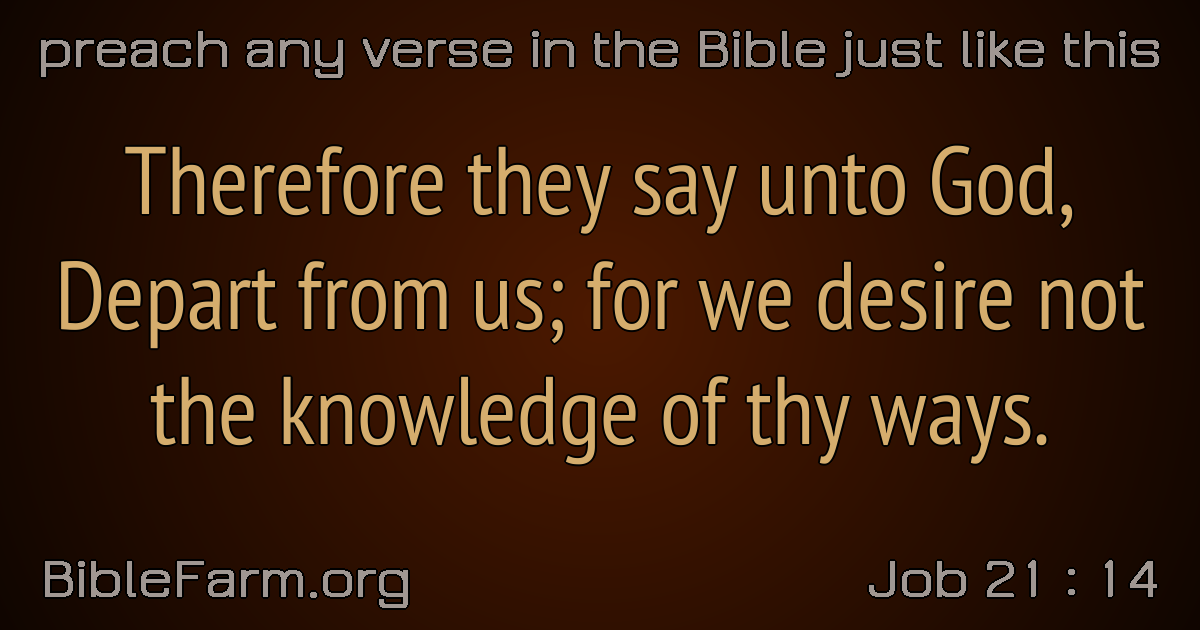 preach any verse in the Bible just like this
Therefore they say unto God,
Depart from us; for we desire not
the knowledge of thy ways.
BibleFarm.org
Job 21 : 14